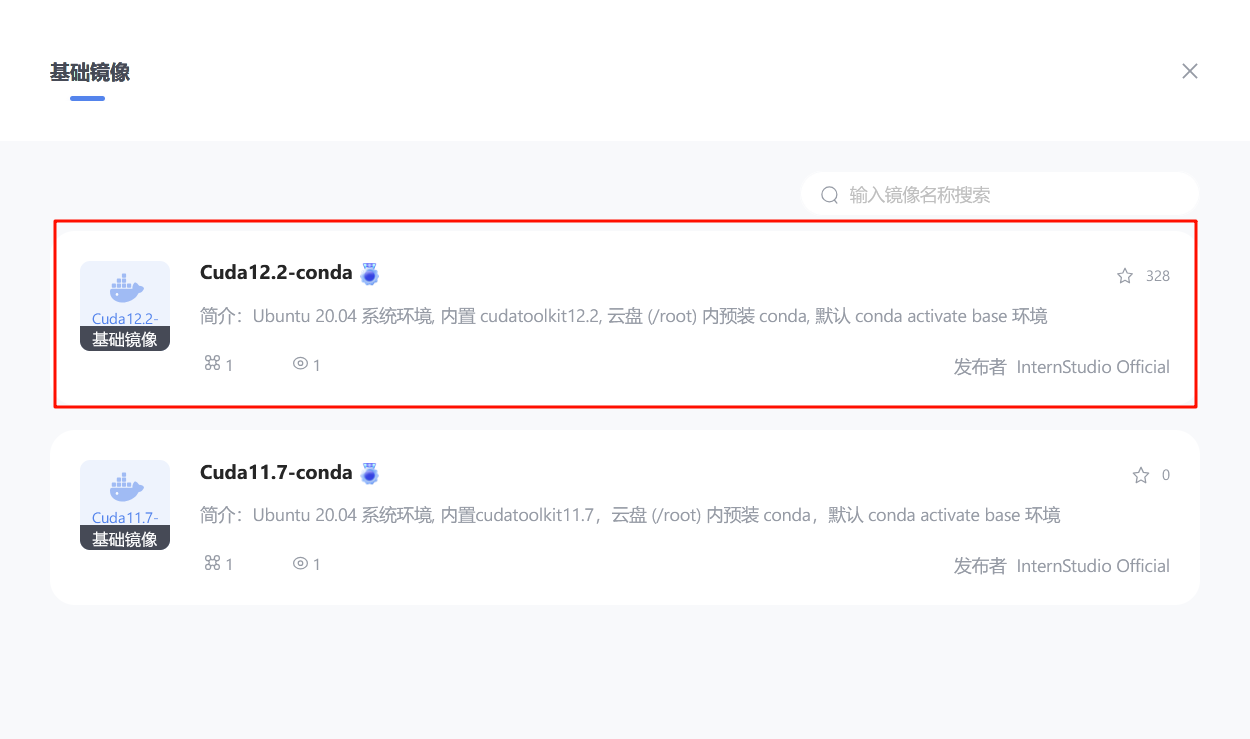 基础镜像
输入镜像名称搜索
Cuda12.2-conda
328
Cuda12.2-
基础镜像
简介：Ubuntu 20.04 系统环境, 内置 cudatoolkit12.2, 云盘 (/root) 内预装 conda, 默认 conda activate base 环境
1 1
发布者 InternStudio Official
Cuda11.7-conda
0
Cuda11.7-
基础镜像
简介：Ubuntu 20.04 系统环境, 内置cudatoolkit11.7，云盘 (/root) 内预装 conda，默认 conda activate base 环境
1 1
发布者 InternStudio Official